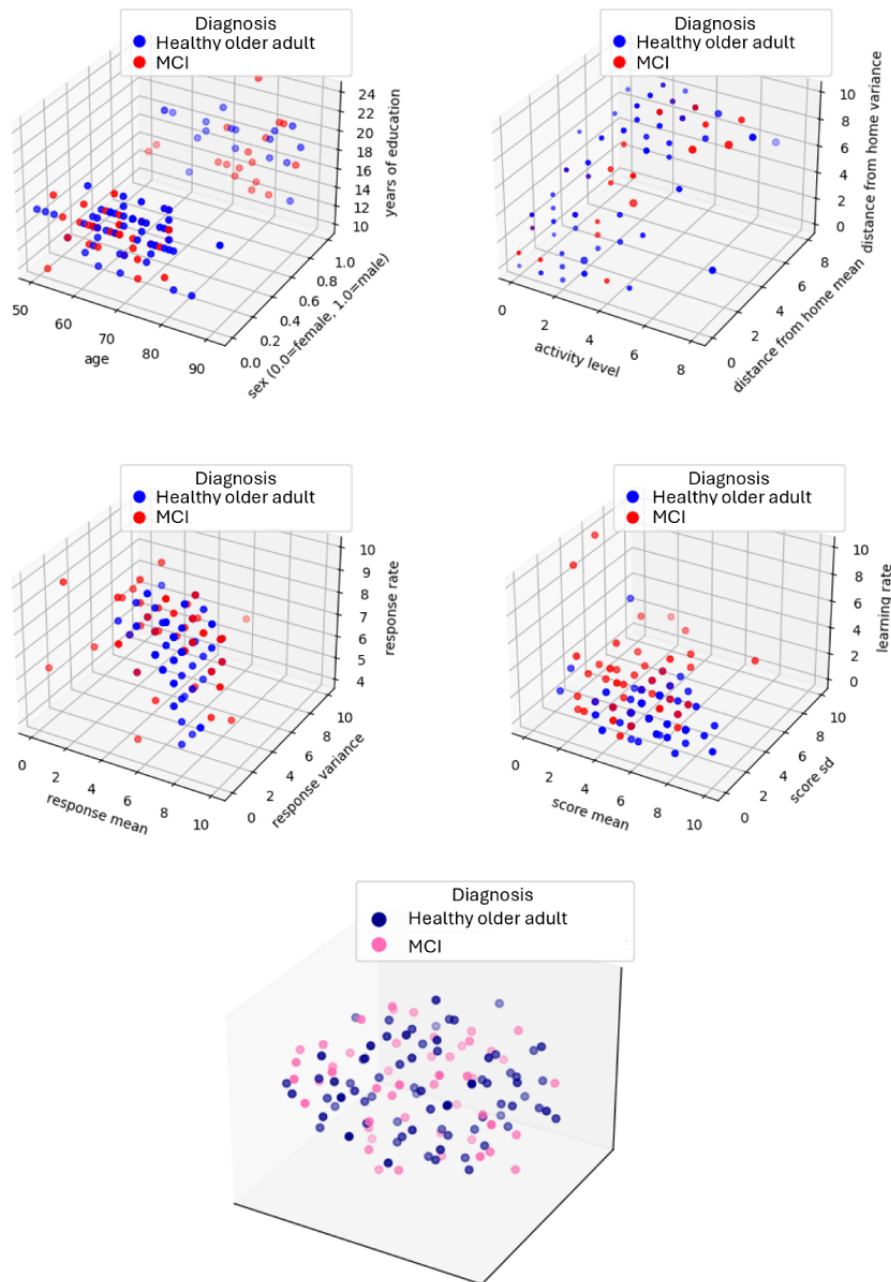 Diagnosis
Healthy older adult
MCI
24
22
20
18
16
14
12
10
years of education
50
60
70
80
90
age
0.0
0.2
0.4
0.6
0.8
1.0
sex (0.0=female, 1.0=male)
Diagnosis
Healthy older adult
MCI
10
8
6
4
2
0
distance from home variance
0
2
4
6
8
activity level
0
2
4
6
8
distance from home mean
Diagnosis
Healthy older adult
MCI
10
9
8
7
6
5
4
response rate
0
2
4
6
8
10
response mean
0
2
4
6
8
10
response variance
Diagnosis
Healthy older adult
MCI
10
8
6
4
2
0
learning rate
0
2
4
6
8
10
score mean
0
2
4
6
8
10
score sd
Diagnosis
Healthy older adult
MCI